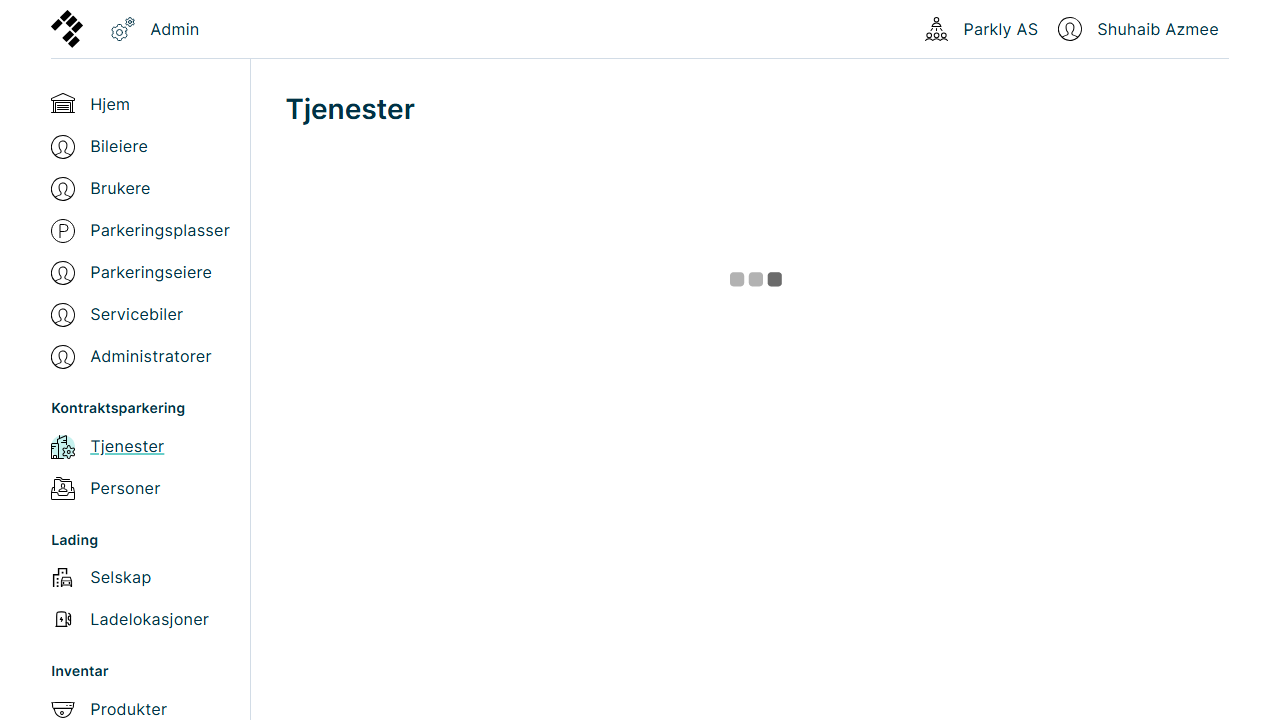 Admin
Parkly AS
Shuhaib Azmee
Hjem
Bileiere
Brukere
Parkeringsplasser
Parkeringseiere
Servicebiler
Administratorer
Kontraktsparkering
Tjenester
Personer
Lading
Selskap
Ladelokasjoner
Inventar
Produkter
Tjenester